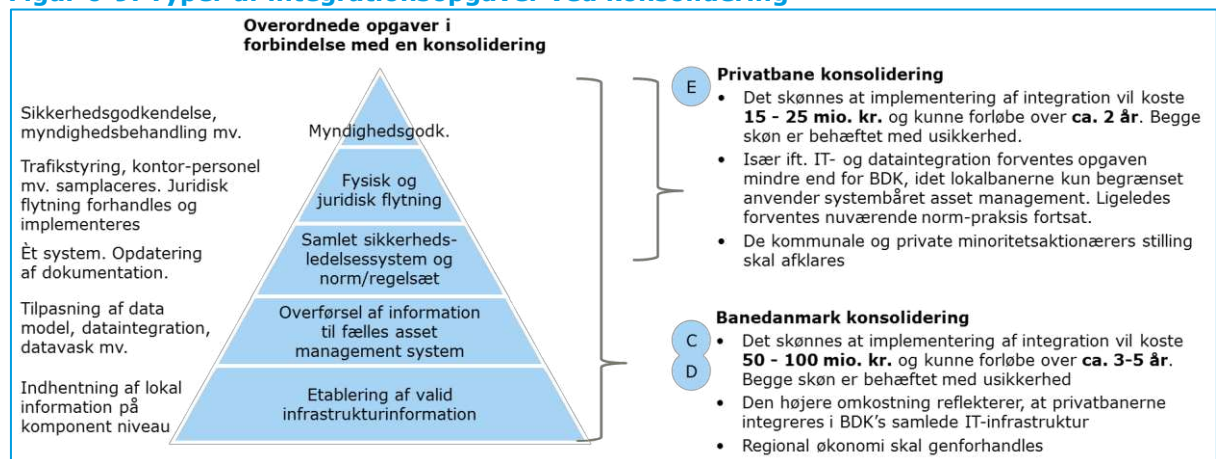 Overordnede opgaver i
forbindelse med en konsolidering
Sikkerhedsgodkendelse,
myndighedsbehandling mv.
Myndighedsgodk.
Trafikstyring, kontor-personel
mv. samplaceres. Juridisk
flytning forhandles og
implementeres
Fysisk og
juridisk flytning
Èt system. Opdatering
af dokumentation.
Samlet sikkerheds-
ledelsessystem og
norm/regelsæt
Tilpasning af data
model, dataintegration,
datavask mv.
Overførsel af information
til fælles asset
management system
Indhentning af lokal
information på
komponent niveau
Etablering af valid
infrastrukturinformation
E
Privatbane konsolidering
• Det skønnes at implementering af integration vil koste
15 - 25 mio. kr. og kunne forløbe over ca. 2 år. Begge
skøn er behæftet med usikkerhed.
• Især ift. IT- og dataintegration forventes opgaven
mindre end for BDK, idet lokalbanerne kun begrænset
anvender systembåret asset management. Ligeledes
forventes nuværende norm-praksis fortsat.
• De kommunale og private minoritetsaktionærers stilling
skal afklares
C
D
Banedanmark konsolidering
• Det skønnes at implementering af integration vil koste
50 - 100 mio. kr. og kunne forløbe over ca. 3-5 år.
Begge skøn er behæftet med usikkerhed
• Den højere omkostning reflekterer, at privatbanerne
integreres i BDK's samlede IT-infrastruktur
• Regional økonomi skal genforhandles